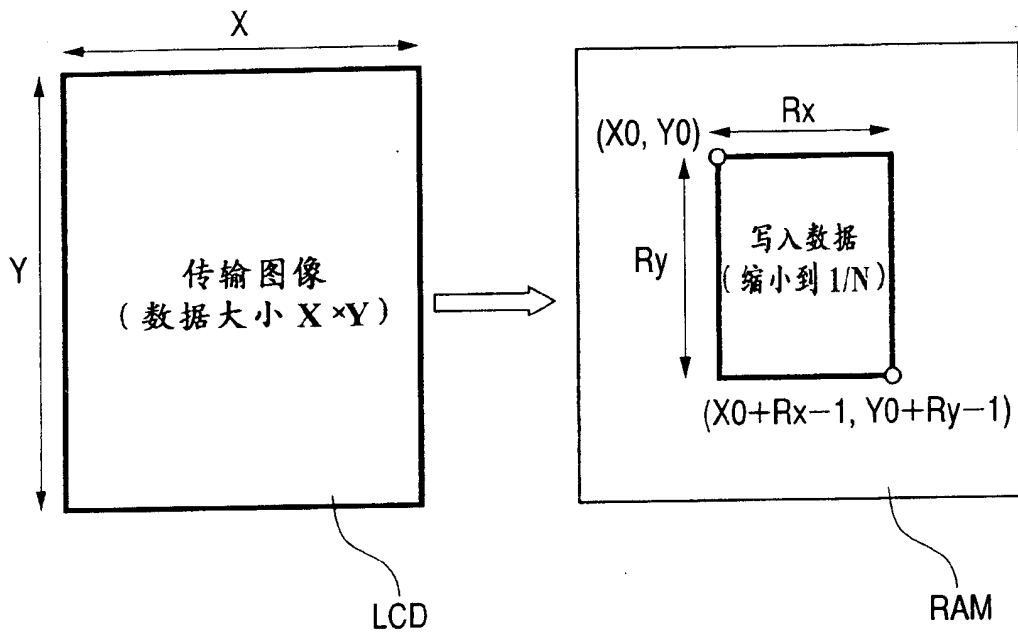 X
Y
传输图像
（数据大小 X×Y）
LCD
Rx
(X0, Y0)
Ry
写入数据
（缩小到 1/N）
(X0+Rx−1, Y0+Ry−1)
RAM